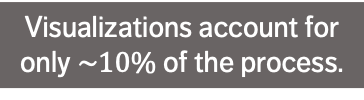 Visualizations account for
only ~10% of the process.